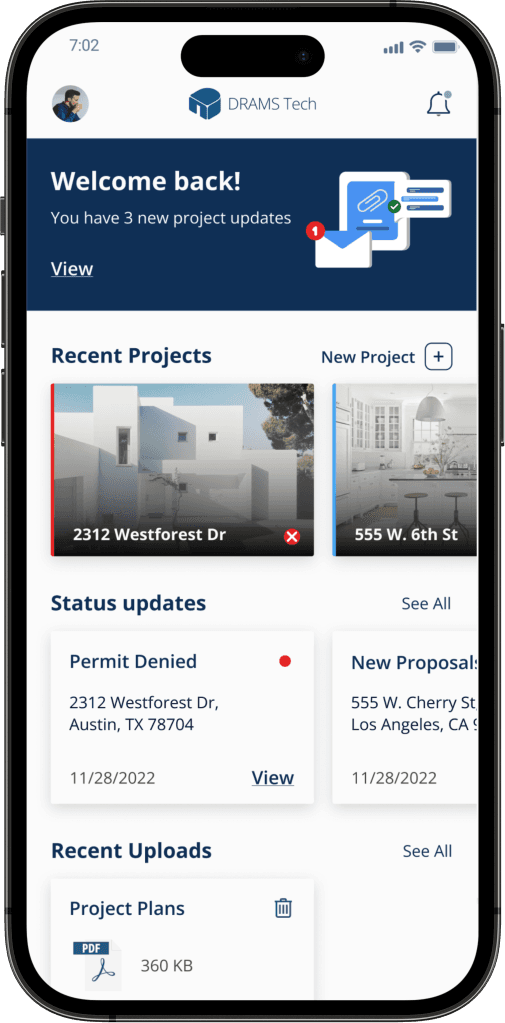 7:02
DRAMS Tech
Welcome back!
You have 3 new project updates
1
View
Recent Projects
New Project +
2312 Westforest Dr
555 W. 6th St
Status updates
See All
Permit Denied
2312 Westforest Dr,
Austin, TX 78704
11/28/2022
View
New Proposals
555 W. Cherry St,
Los Angeles, CA 9
11/28/2022
Recent Uploads
See All
Project Plans
PDF
360 KB